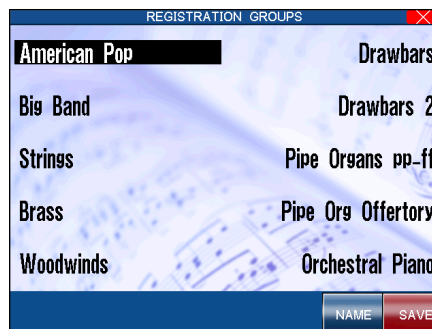 REGISTRATION GROUPS
American Pop Drawbars
Big Band Drawbars 2
Strings Pipe Organs pp-ff
Brass Pipe Org Offertory
Woodwinds Orchestral Piano
NAME SAVE